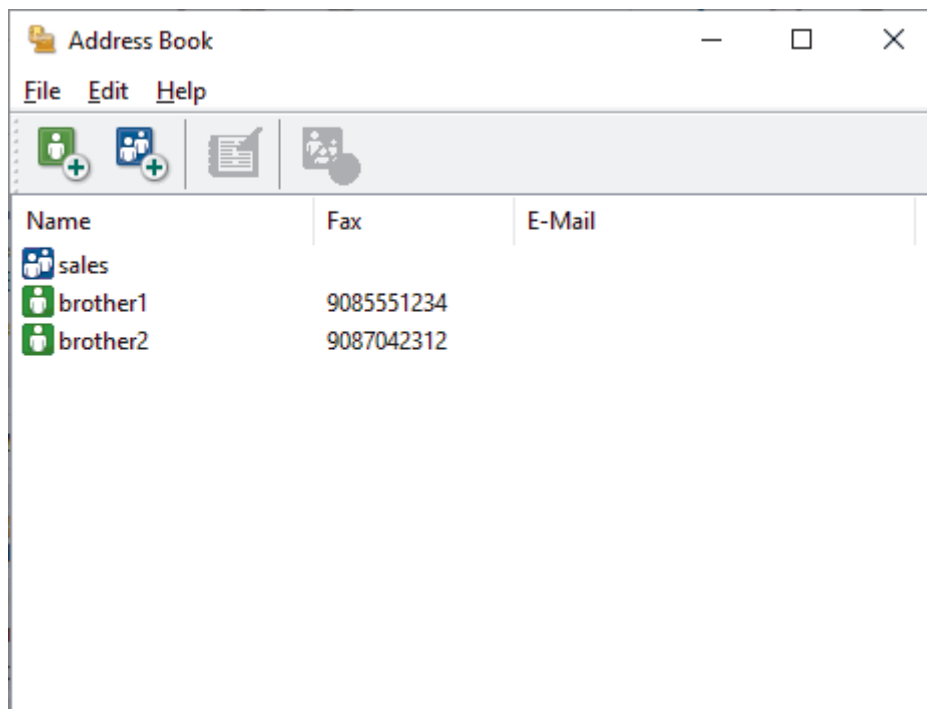 Address Book
File Edit Help
Name Fax E-Mail
sales
brother1 9085551234
brother2 9087042312